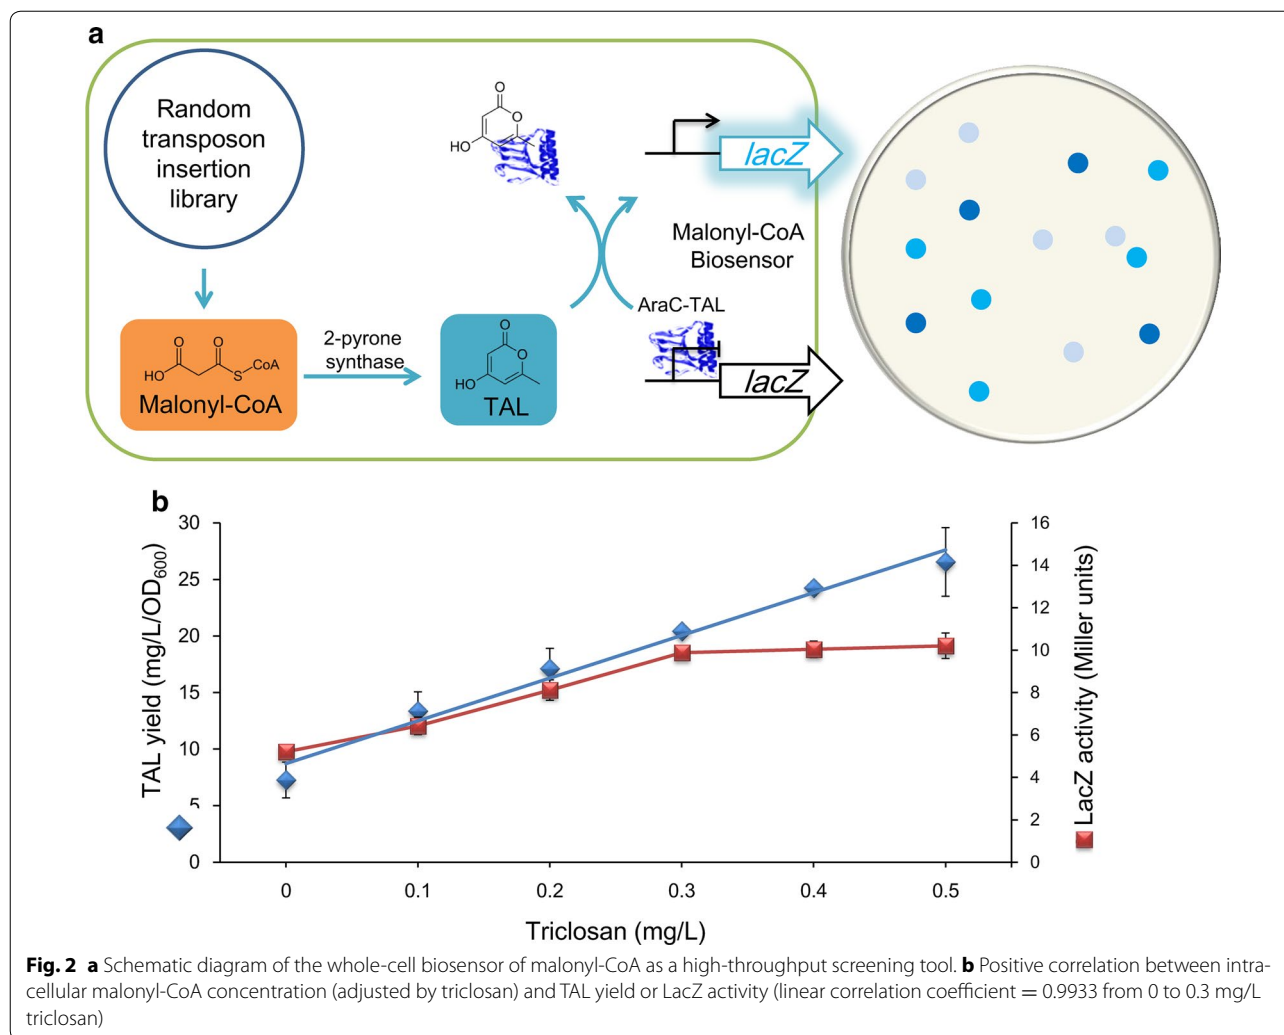 a
Random
transposon
insertion
library
O
O
HO
lacZ
Malonyl-CoA
Biosensor
AraC-TAL
lacZ
O
O
HO
S
CoA
Malonyl-CoA
2-pyrone
synthase
O
O
HO
TAL
b
TAL yield (mg/L/OD600)
30
25
20
15
10
5
0
16
14
12
10
8
6
4
2
0
LacZ activity (Miller units)
0
0.1
0.2
0.3
0.4
0.5
Triclosan (mg/L)
Fig. 2 a Schematic diagram of the whole-cell biosensor of malonyl-CoA as a high-throughput screening tool. b Positive correlation between intra-
cellular malonyl-CoA concentration (adjusted by triclosan) and TAL yield or LacZ activity (linear correlation coefficient = 0.9933 from 0 to 0.3 mg/L
triclosan)